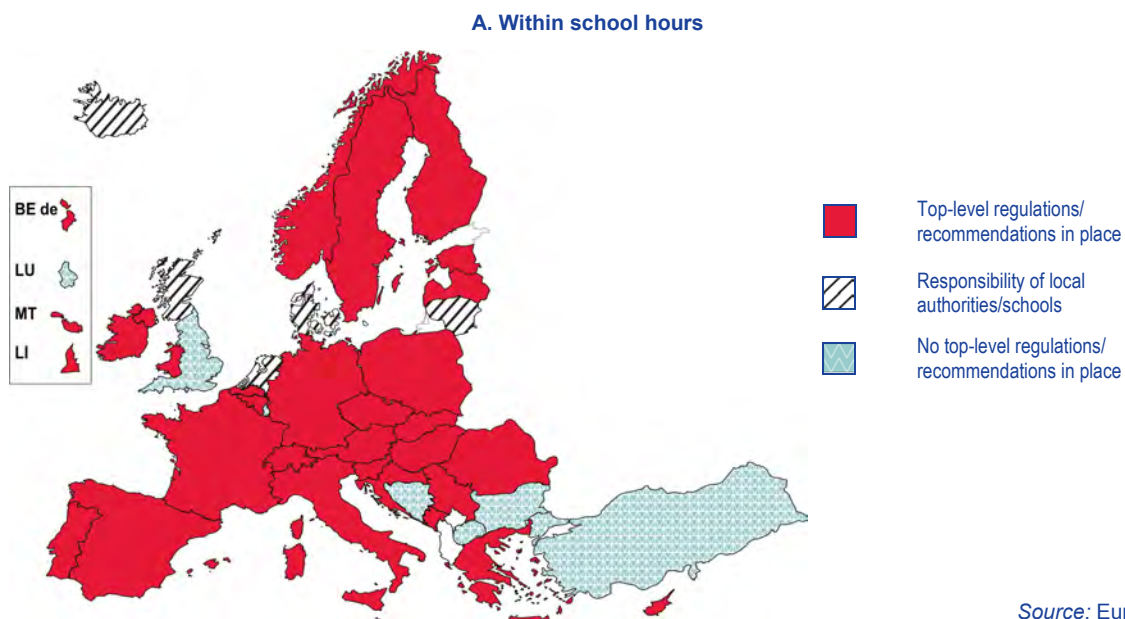 A. Within school hours
BE de
LU
MT
LI
Top-level regulations/
recommendations in place
Responsibility of local
authorities/schools
No top-level regulations/
recommendations in place
Source: Eur